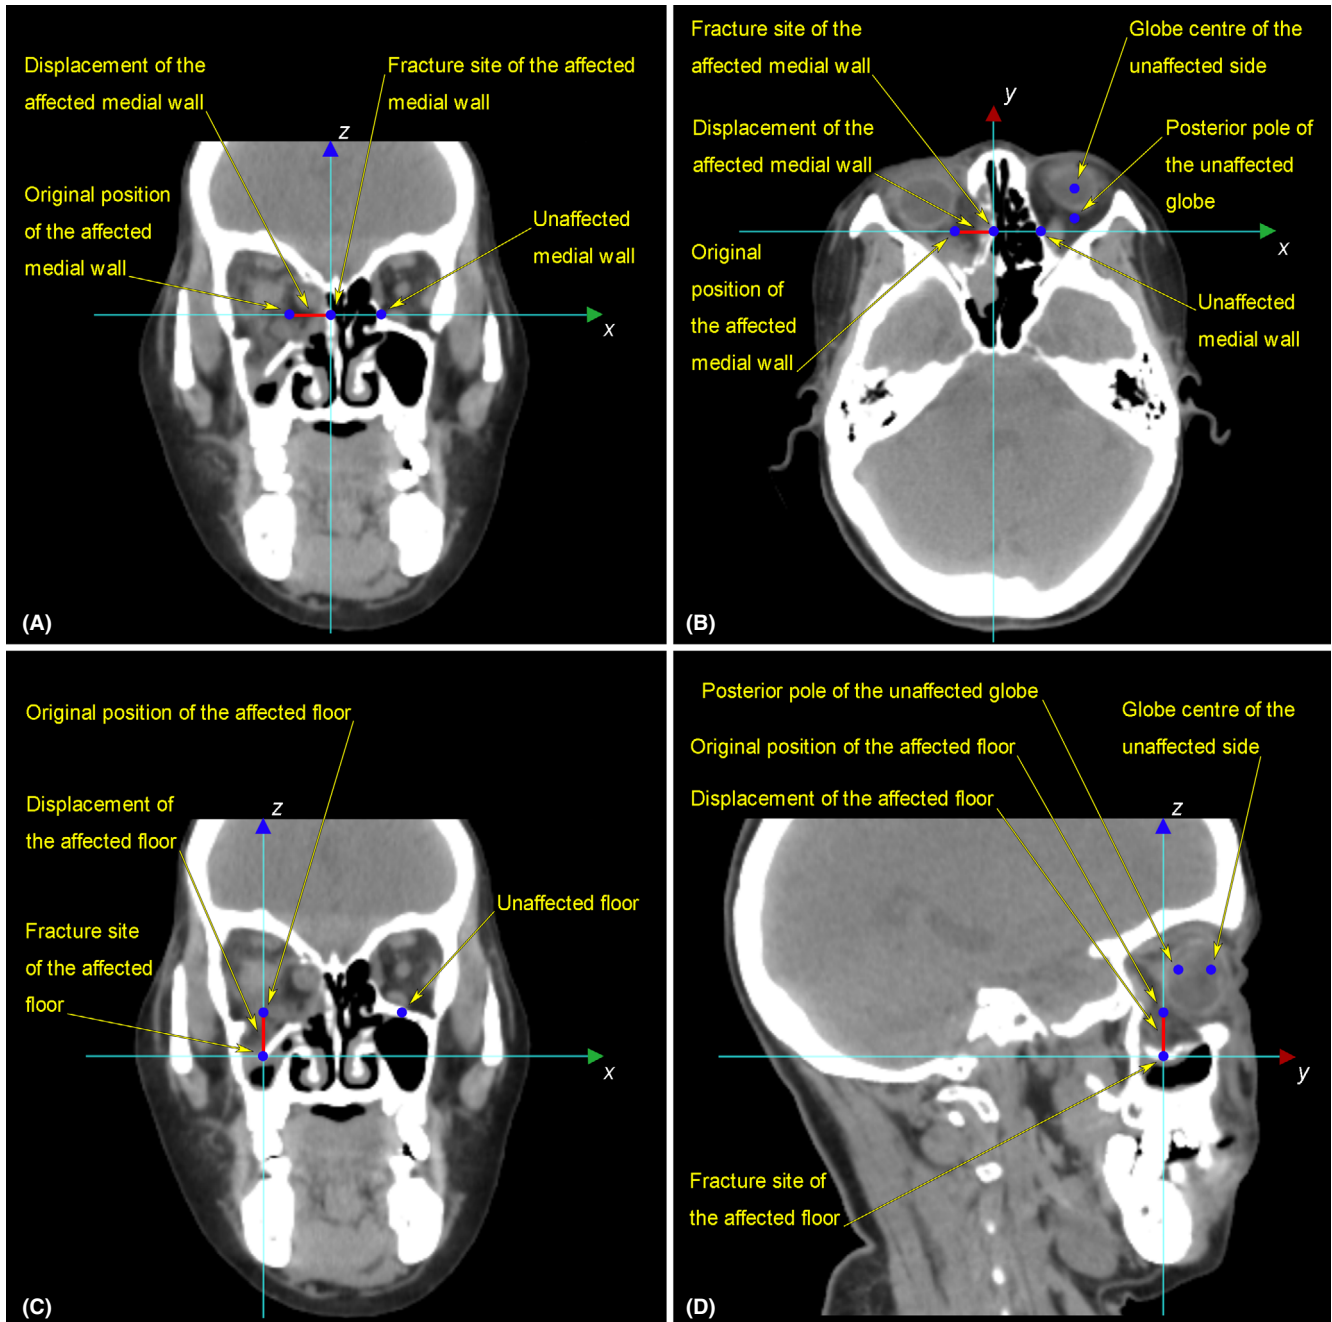 Displacement of the
affected medial wall
Fracture site of the affected
medial wall
z
Original position
of the affected
medial wall
Unaffected
medial wall
x
(A)
Fracture site of the
affected medial wall
Globe centre of the
unaffected side
y
Displacement of the
affected medial wall
Posterior pole of
the unaffected
globe
x
Original
position of
the affected
medial wall
Unaffected
medial wall
(B)
Original position of the affected floor
Displacement of
the affected floor
z
Unaffected floor
Fracture site
of the affected
floor
x
(C)
Posterior pole of the unaffected globe
Globe centre of the
unaffected side
Original position of the affected floor
Displacement of the affected floor
z
y
Fracture site of
the affected floor
(D)